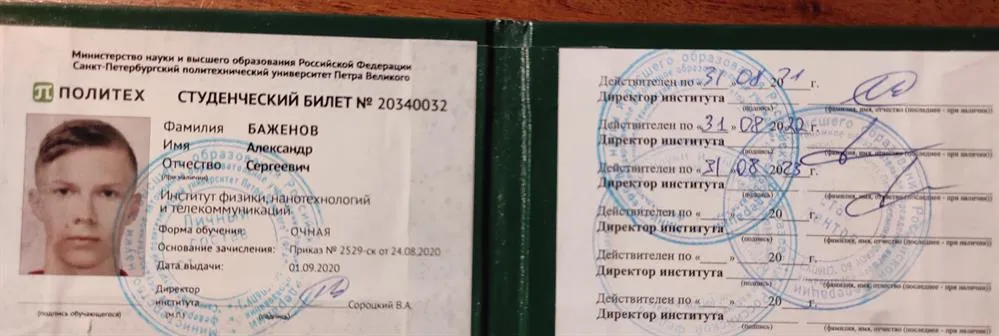 Министерство науки и высшего образования Российской Федерации
Санкт-Петербургский политехнический университет Петра Великого
ПОЛИТЕХ
СТУДЕНЧЕСКИЙ БИЛЕТ № 20340032
Фамилия БАЖЕНОВ
Имя Александр
Отчество Сергеевич
(при наличии)
Институт физики, нанотехнологий
и телекоммуникаций
Форма обучения ОЧНАЯ
Основание зачисления: Приказ № 2529-ск от 24.08.2020
Дата выдачи: 01.09.2020
Директор
института Сороцкий В.А.
(подпись обучающегося) (м.п.) (подпись)
Действителен по «31» 08 2021 г.
Директор института
(подпись) (фамилия, имя, отчество (последнее - при наличии))
Действителен по «31» 08 2022 г.
Директор института
(подпись) (фамилия, имя, отчество (последнее - при наличии))
Действителен по «31» 08 2023 г.
Директор института
(подпись) (фамилия, имя, отчество (последнее - при наличии))
Действителен по « » 20 г.
Директор института
(подпись) (фамилия, имя, отчество (последнее - при наличии))
Действителен по « » 20 г.
Директор института
(подпись) (фамилия, имя, отчество (последнее - при наличии))
Действителен по « » 20 г.
Директор института
(подпись) (фамилия, имя, отчество (последнее - при наличии))